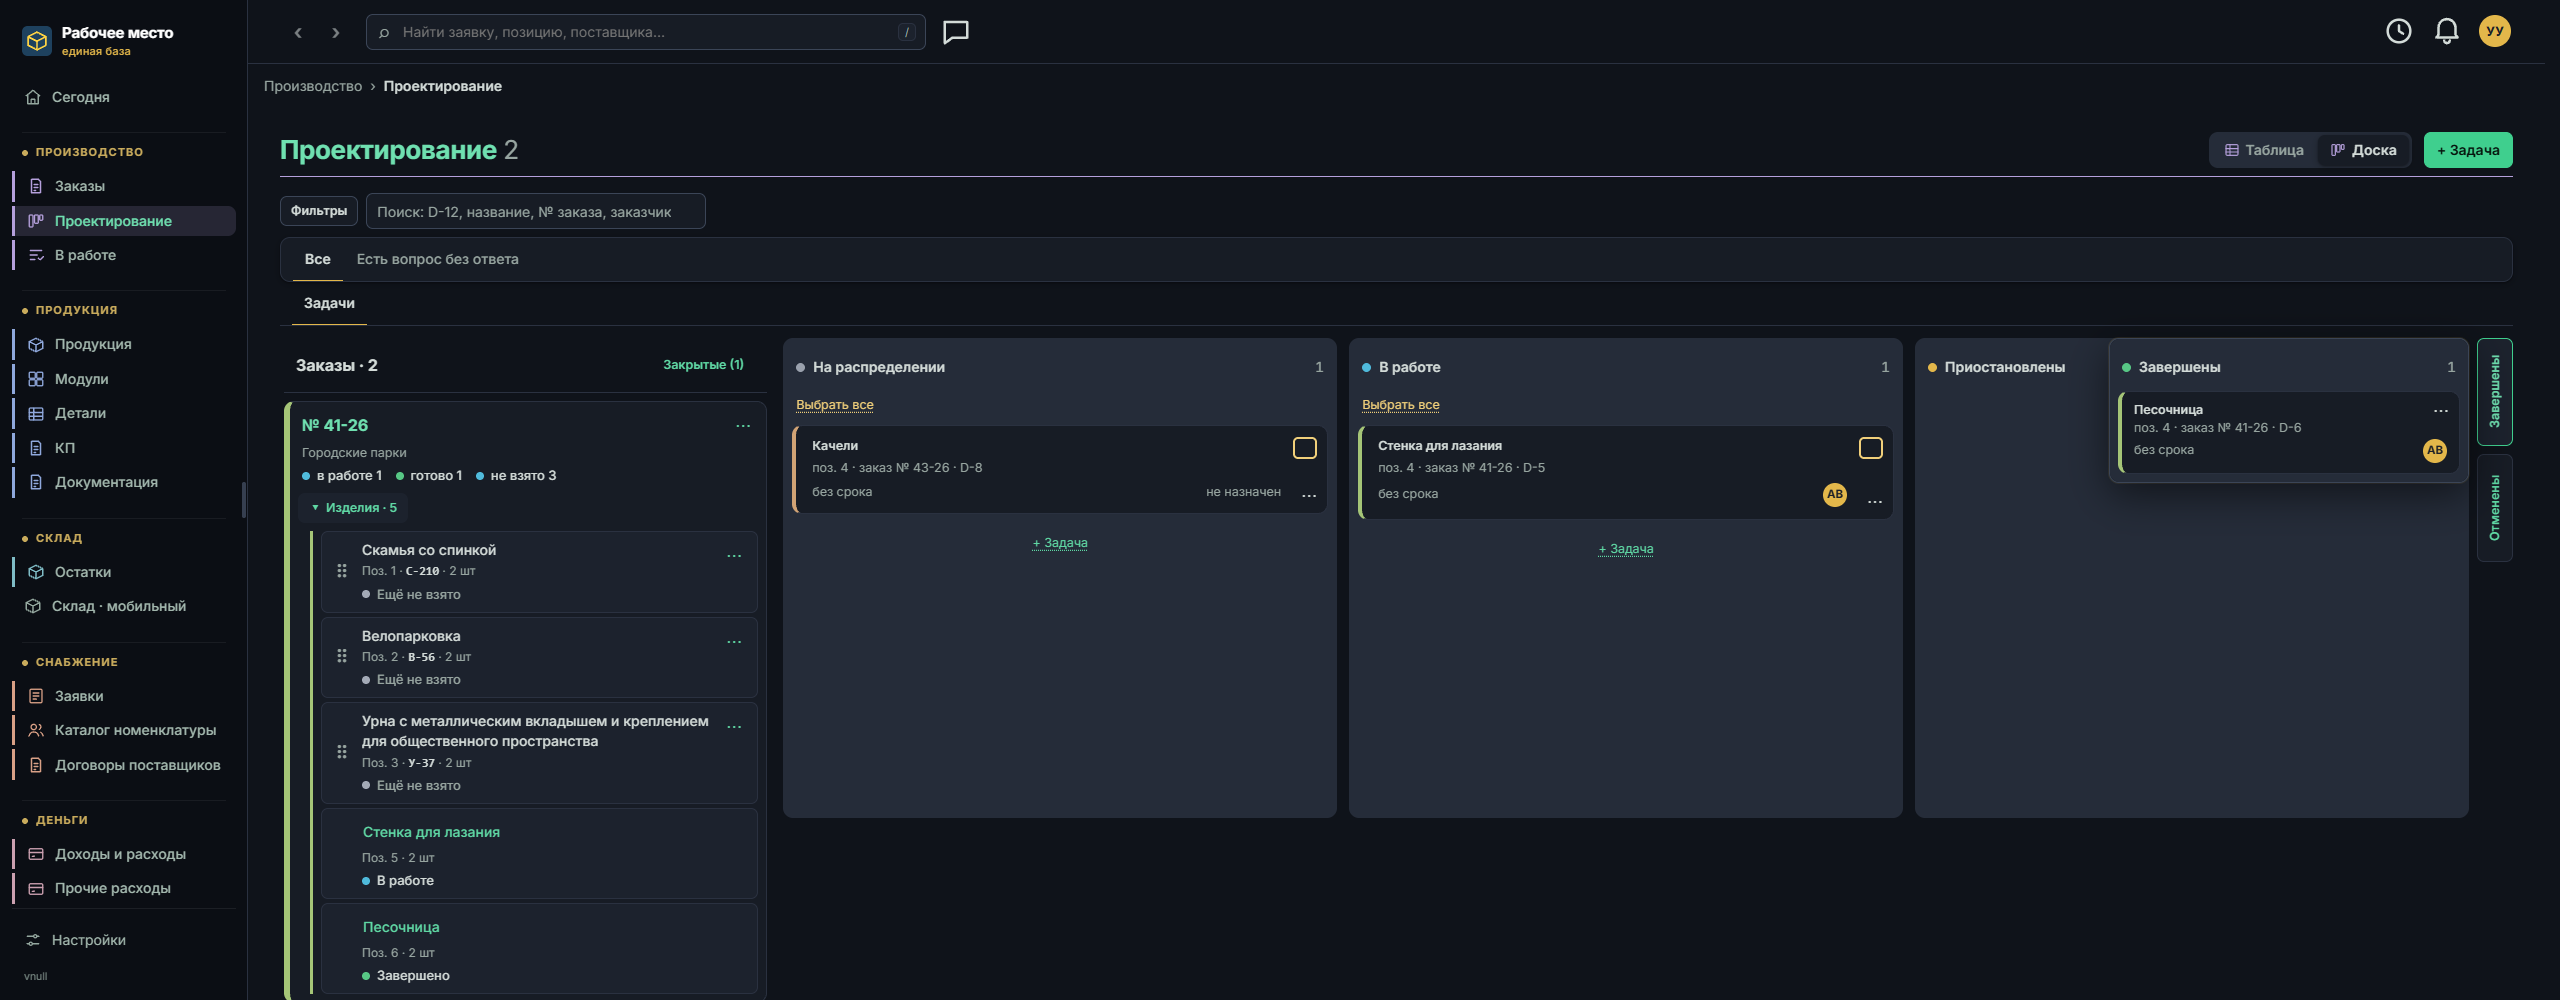 Рабочее место
единая база
Сегодня
ПРОИЗВОДСТВО
Заказы
Проектирование
В работе
ПРОДУКЦИЯ
Продукция
Модули
Детали
КП
Документация
СКЛАД
Остатки
Склад · мобильный
СНАБЖЕНИЕ
Заявки
Каталог номенклатуры
Договоры поставщиков
ДЕНЬГИ
Доходы и расходы
Прочие расходы
Настройки
vnull
Найти заявку, позицию, поставщика...
/
УУ
Производство › Проектирование
Проектирование 2
Таблица
Доска
+ Задача
Фильтры
Поиск: D-12, название, № заказа, заказчик
Все
Есть вопрос без ответа
Задачи
Заказы · 2
Закрытые (1)
№ 41-26
...
Городские парки
в работе 1
готово 1
не взято 3
Изделия · 5
Скамья со спинкой
...
Поз. 1 · С-210 · 2 шт
Ещё не взято
Велопарковка
...
Поз. 2 · В-56 · 2 шт
Ещё не взято
Урна с металлическим вкладышем и креплением
для общественного пространства
...
Поз. 3 · У-37 · 2 шт
Ещё не взято
Стенка для лазания
Поз. 5 · 2 шт
В работе
Песочница
Поз. 6 · 2 шт
Завершено
На распределении
1
Выбрать все
Качели
поз. 4 · заказ № 43-26 · D-8
без срока
не назначен
...
+ Задача
В работе
1
Выбрать все
Стенка для лазания
поз. 4 · заказ № 41-26 · D-5
без срока
АВ
...
+ Задача
Приостановлены
Завершены
1
Песочница
...
поз. 4 · заказ № 41-26 · D-6
без срока
АВ
Завершены
Отменены